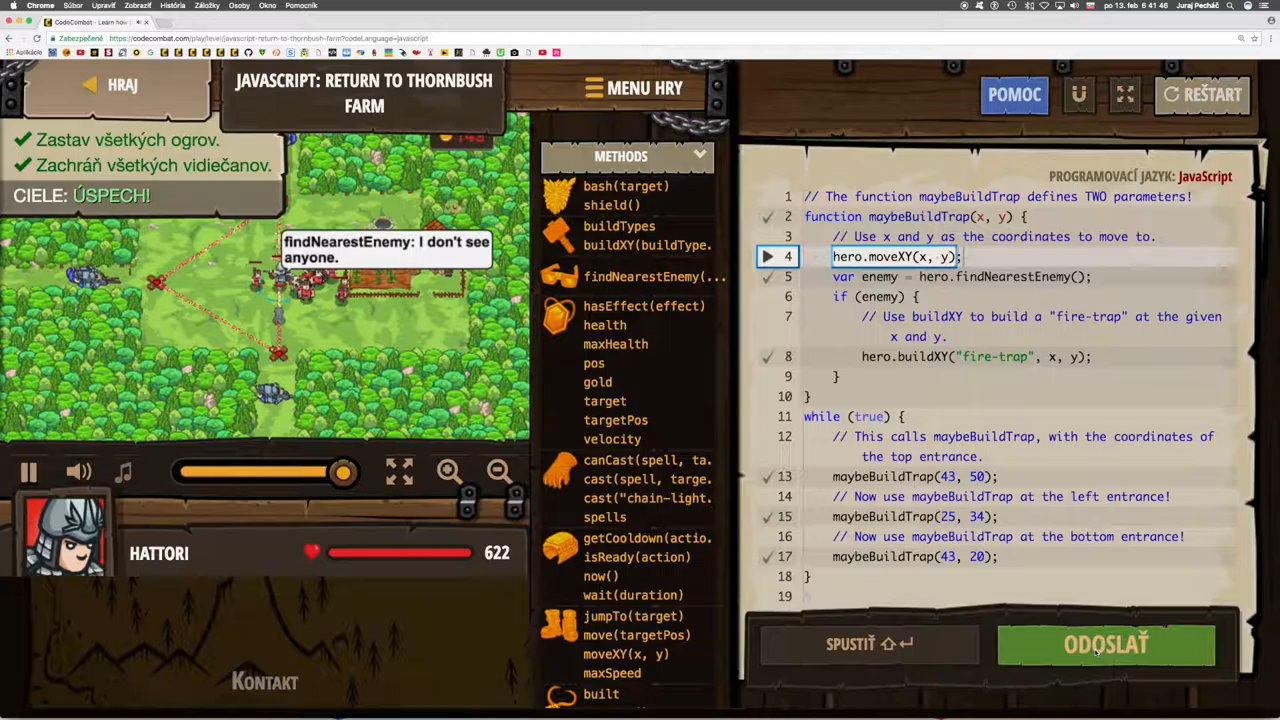 Chrome Súbor Úpravy Zobraziť História Záložky Osoby Okno Pomocník
po 13. feb 6:41:46 Juraj Pecháč
CodeCombat - Learn how
Zabezpečené https://codecombat.com/play/level/javascript-return-to-thornbush-farm?codeLanguage=javascript
Aplikácie
HRAJ
JAVASCRIPT: RETURN TO THORNBUSH
FARM
MENU HRY
Zastav všetkých ogrov.
Zachráň všetkých vidiečanov.
CIELE: ÚSPECH!
findNearestEnemy: I don't see
anyone.
HATTORI
622
KONTAKT
METHODS
bash(target)
shield()
buildTypes
buildXY(buildType.
findNearestEnemy(...
hasEffect(effect)
health
maxHealth
pos
gold
target
targetPos
velocity
canCast(spell, ta.
cast(spell, targe.
cast("chain-light.
spells
getCooldown(actio.
isReady(action)
now()
wait(duration)
jumpTo(target)
move(targetPos)
moveXY(x, y)
maxSpeed
built
POMOC
REŠTART
PROGRAMOVACÍ JAZYK: JavaScript
1 // The function maybeBuildTrap defines TWO parameters!
2 function maybeBuildTrap(x, y) {
3 // Use x and y as the coordinates to move to.
4 hero.moveXY(x, y);
5 var enemy = hero.findNearestEnemy();
6 if (enemy) {
7 // Use buildXY to build a "fire-trap" at the given
x and y.
8 hero.buildXY("fire-trap", x, y);
9 }
10 }
11 while (true) {
12 // This calls maybeBuildTrap, with the coordinates of
the top entrance.
13 maybeBuildTrap(43, 50);
14 // Now use maybeBuildTrap at the left entrance!
15 maybeBuildTrap(25, 34);
16 // Now use maybeBuildTrap at the bottom entrance!
17 maybeBuildTrap(43, 20);
18 }
19
SPUSTIŤ
ODOSLAŤ